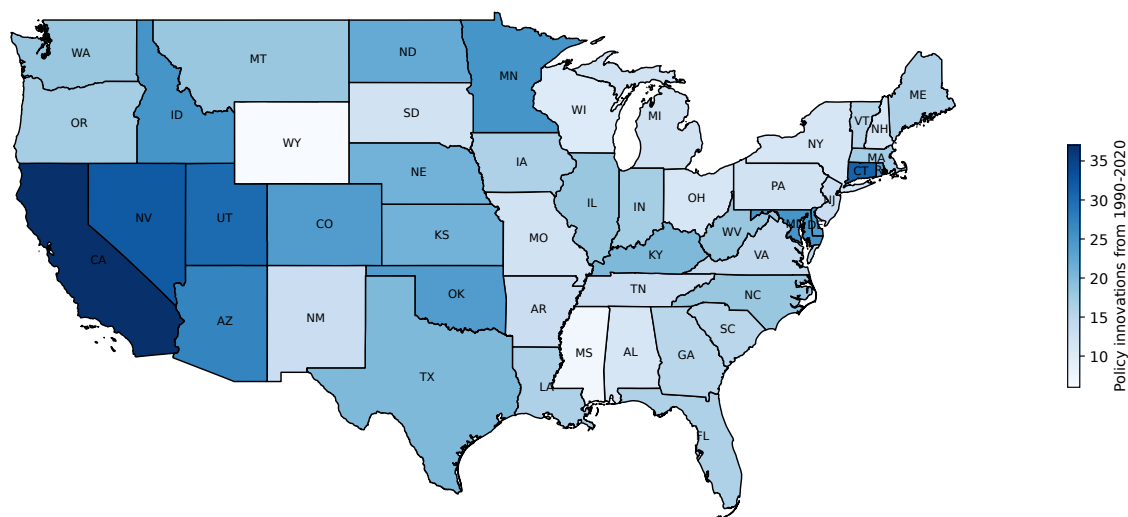 WA
MT
ND
MN
ME
OR
ID
SD
WI
MI
VT
NH
NY
WY
IA
MA
NE
CT
RI
PA
NV
UT
CO
IL
IN
OH
NJ
KS
MO
KY
WV
MD
DE
VA
CA
AZ
NM
OK
AR
TN
NC
SC
TX
LA
MS
AL
GA
FL
35
30
25
20
15
10
Policy innovations from 1990-2020